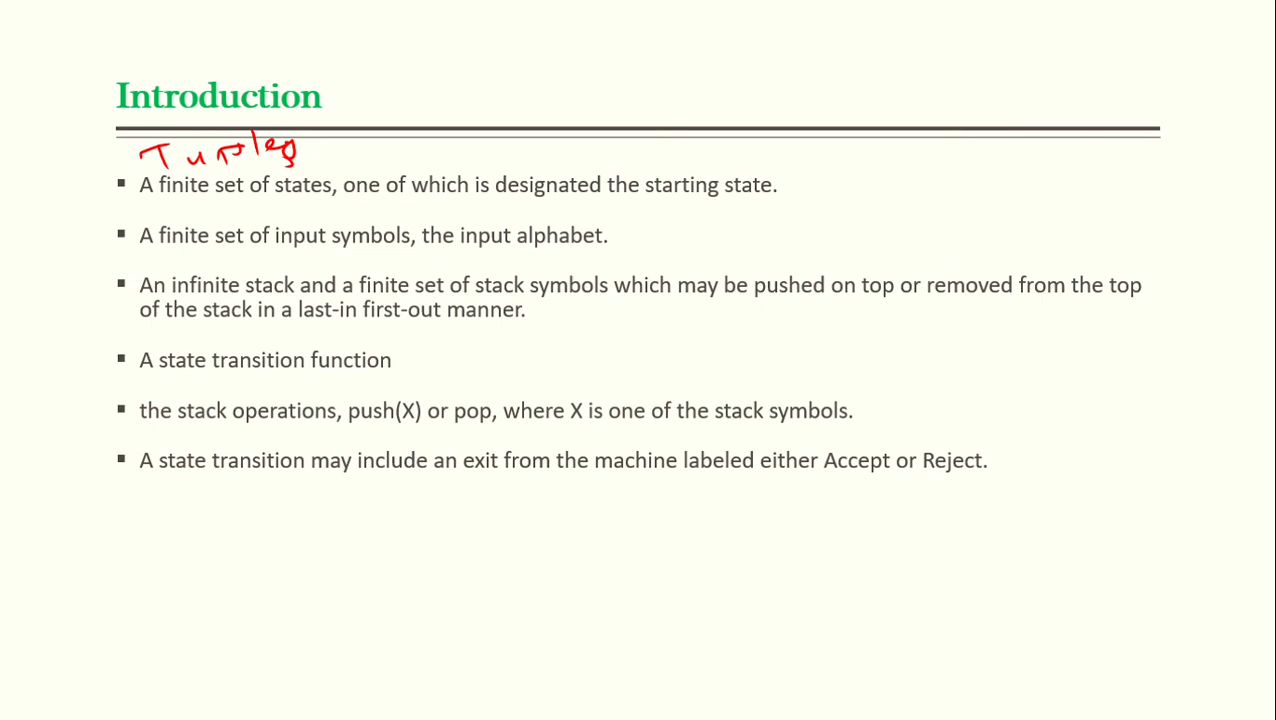 Introduction
A finite set of states, one of which is designated the starting state.
A finite set of input symbols, the input alphabet.
An infinite stack and a finite set of stack symbols which may be pushed on top or removed from the top
of the stack in a last-in first-out manner.
A state transition function
the stack operations, push(X) or pop, where X is one of the stack symbols.
A state transition may include an exit from the machine labeled either Accept or Reject.